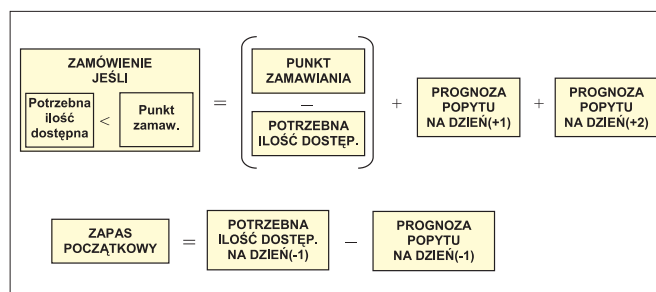 ZAMÓWIENIE
JEŚLI
Potrzebna
ilość
dostępna
<
Punkt
zamaw.
=
PUNKT
ZAMAWIANIA
−
POTRZEBNA
ILOŚĆ DOSTĘP.
+
PROGNOZA
POPYTU
NA DZIEŃ(+1)
+
PROGNOZA
POPYTU
NA DZIEŃ(+2)
ZAPAS
POCZĄTKOWY
=
POTRZEBNA
ILOŚĆ DOSTĘP.
NA DZIEŃ(-1)
−
PROGNOZA
POPYTU
NA DZIEŃ(-1)